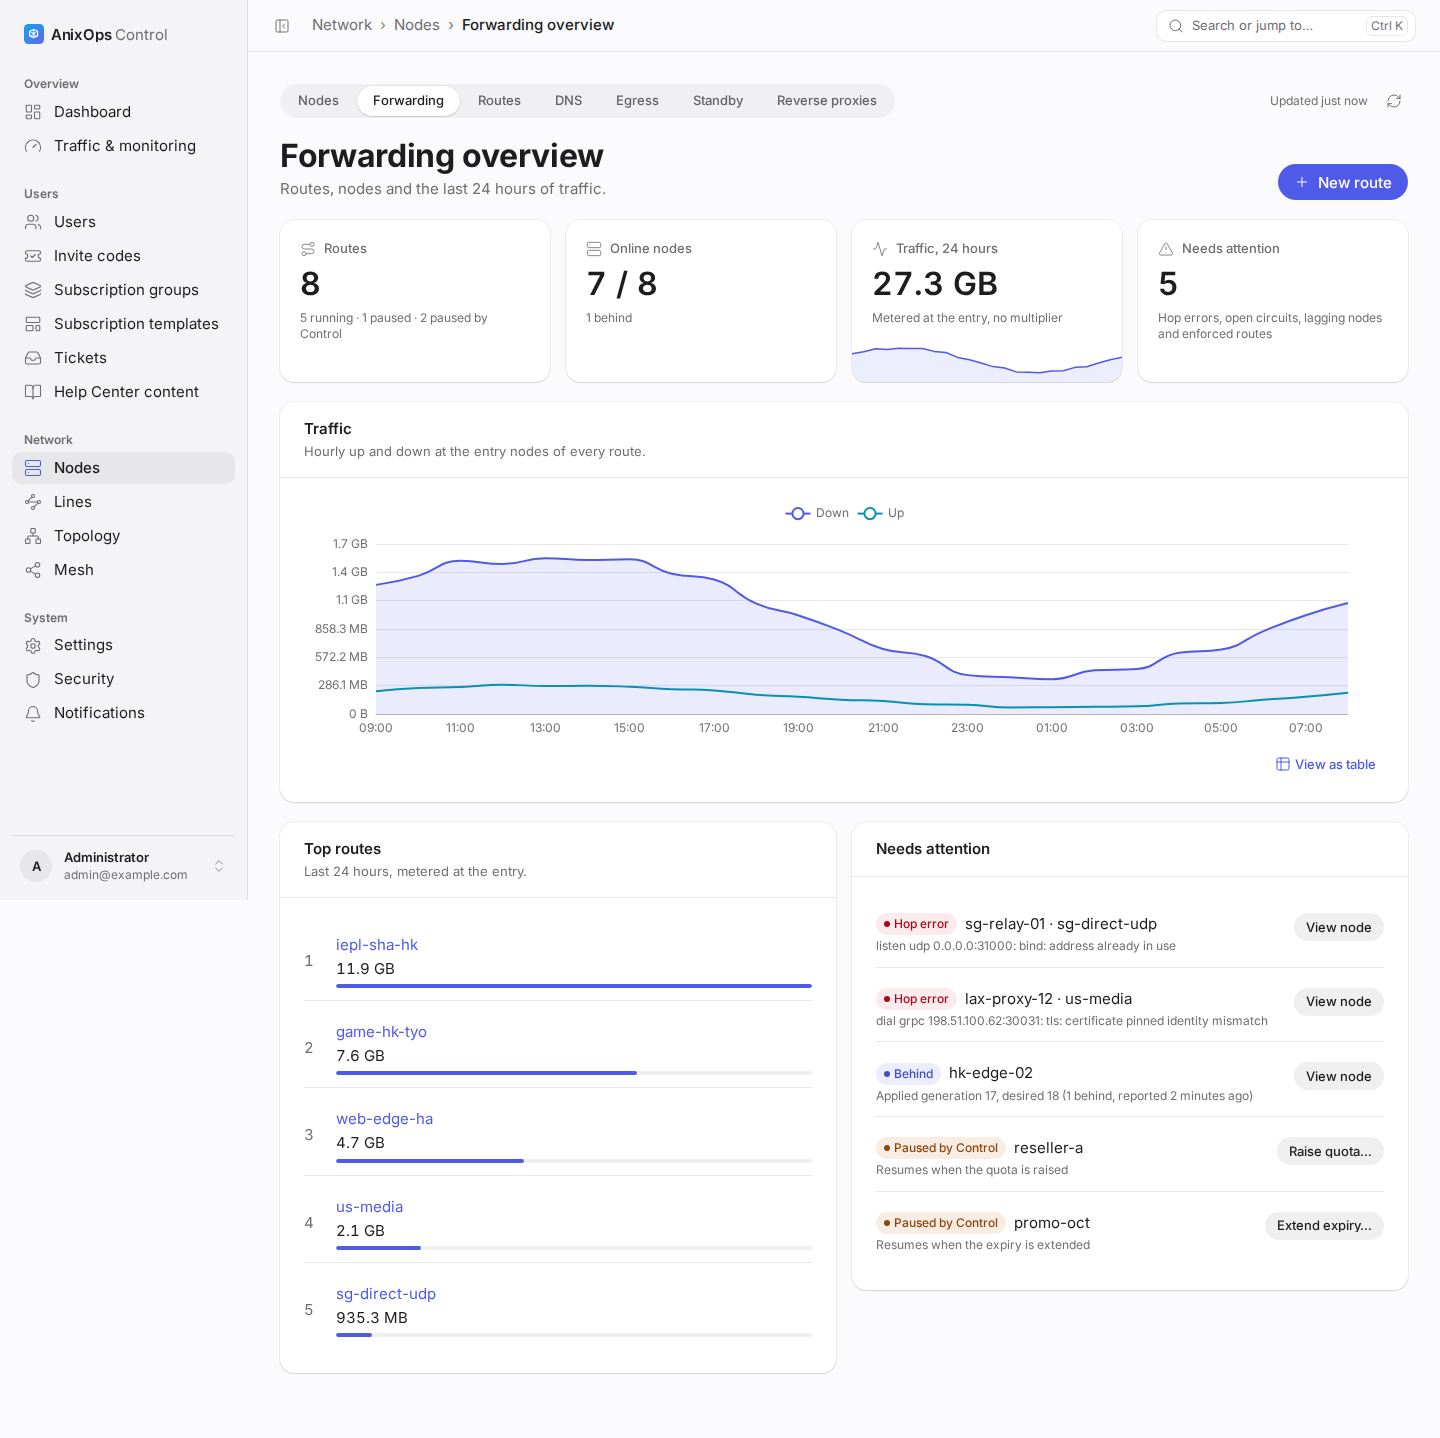 AnixOps Control
Overview
Dashboard
Traffic & monitoring
Users
Users
Invite codes
Subscription groups
Subscription templates
Tickets
Help Center content
Network
Nodes
Lines
Topology
Mesh
System
Settings
Security
Notifications
A
Administrator
admin@example.com
Network › Nodes › Forwarding overview
Search or jump to...
Ctrl K
Nodes
Forwarding
Routes
DNS
Egress
Standby
Reverse proxies
Updated just now
Forwarding overview
Routes, nodes and the last 24 hours of traffic.
New route
Routes
8
5 running · 1 paused · 2 paused by
Control
Online nodes
7 / 8
1 behind
Traffic, 24 hours
27.3 GB
Metered at the entry, no multiplier
Needs attention
5
Hop errors, open circuits, lagging nodes
and enforced routes
Traffic
Hourly up and down at the entry nodes of every route.
Down
Up
1.7 GB
1.4 GB
1.1 GB
858.3 MB
572.2 MB
286.1 MB
0 B
09:00
11:00
13:00
15:00
17:00
19:00
21:00
23:00
01:00
03:00
05:00
07:00
View as table
Top routes
Last 24 hours, metered at the entry.
1
iepl-sha-hk
11.9 GB
2
game-hk-tyo
7.6 GB
3
web-edge-ha
4.7 GB
4
us-media
2.1 GB
5
sg-direct-udp
935.3 MB
Needs attention
Hop error sg-relay-01 · sg-direct-udp
listen udp 0.0.0.0:31000: bind: address already in use
View node
Hop error lax-proxy-12 · us-media
dial grpc 198.51.100.62:30031: tls: certificate pinned identity mismatch
View node
Behind hk-edge-02
Applied generation 17, desired 18 (1 behind, reported 2 minutes ago)
View node
Paused by Control reseller-a
Resumes when the quota is raised
Raise quota...
Paused by Control promo-oct
Resumes when the expiry is extended
Extend expiry...